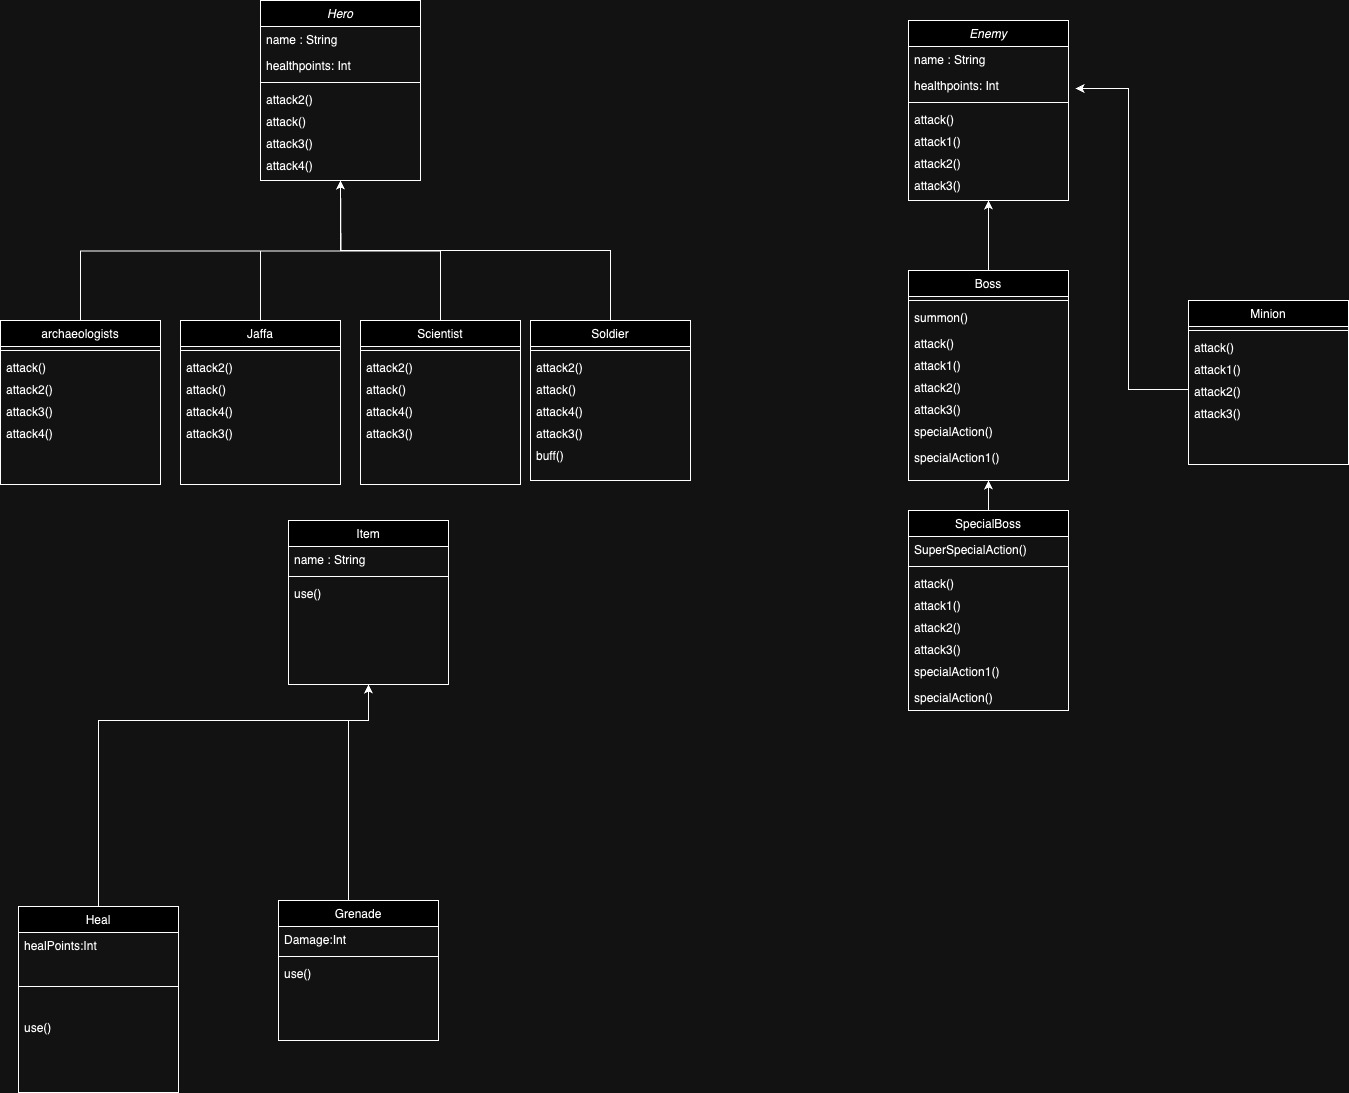 Hero
name : String
healthpoints: Int
attack2()
attack()
attack3()
attack4()
Enemy
name : String
healthpoints: Int
attack()
attack1()
attack2()
attack3()
archaeologists
attack()
attack2()
attack3()
attack4()
Jaffa
attack2()
attack()
attack4()
attack3()
Scientist
attack2()
attack()
attack4()
attack3()
Soldier
attack2()
attack()
attack4()
attack3()
buff()
Boss
summon()
attack()
attack1()
attack2()
attack3()
specialAction()
specialAction1()
Minion
attack()
attack1()
attack2()
attack3()
Item
name : String
use()
SpecialBoss
SuperSpecialAction()
attack()
attack1()
attack2()
attack3()
specialAction1()
specialAction()
Heal
healPoints:Int
use()
Grenade
Damage:Int
use()